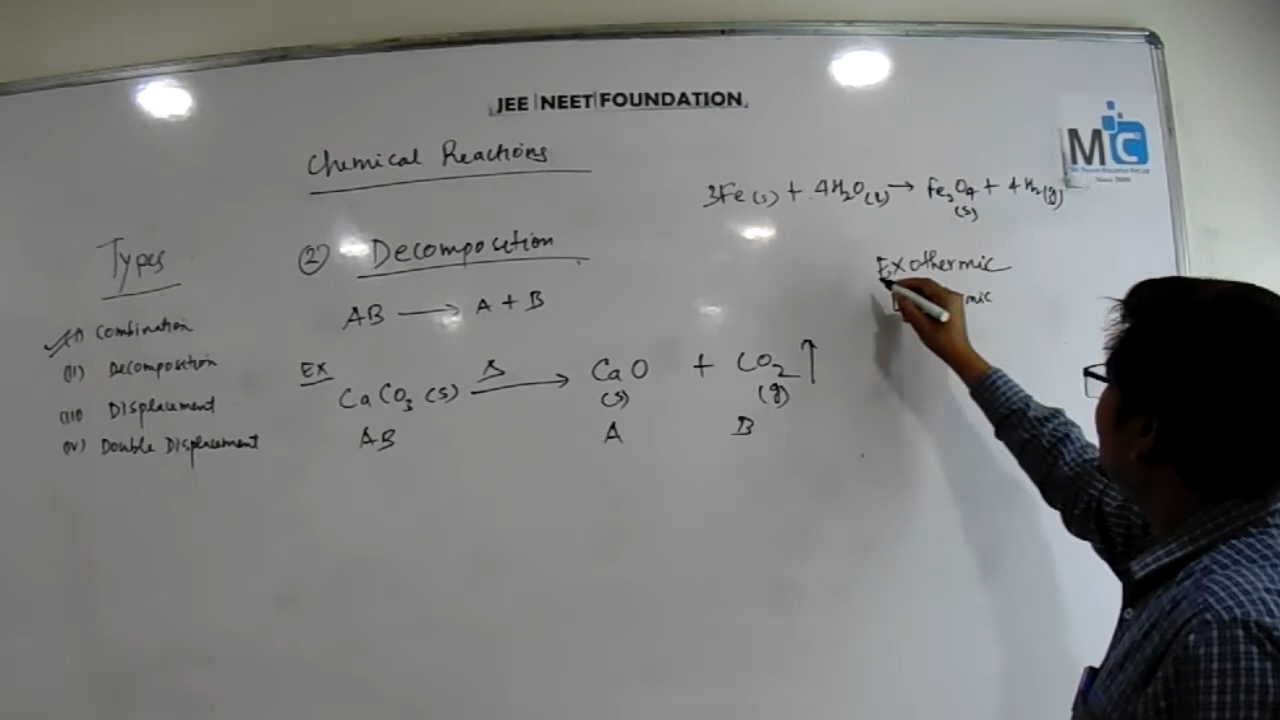 JEE NEET FOUNDATION
MC
Chemical Reactions
3Fe(s) + 4H₂O(g) → Fe₃O₄ + 4H₂(g)
(s)
Types
(2) Decomposition
Exothermic
mic
AB → A + B
(i) Combination
(ii) Decomposition
(iii) Displacement
(iv) Double Displacement
EX
CaCO₃(s) Δ → CaO + CO₂↑
(s) (g)
AB A B